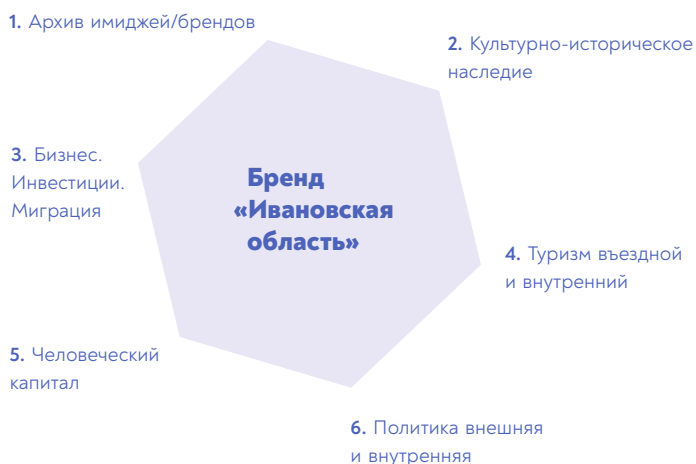 1. Архив имиджей/брендов
2. Культурно-историческое
наследие
3. Бизнес.
Инвестиции.
Миграция
Бренд
«Ивановская
область»
4. Туризм въездной
и внутренний
5. Человеческий
капитал
6. Политика внешняя
и внутренняя